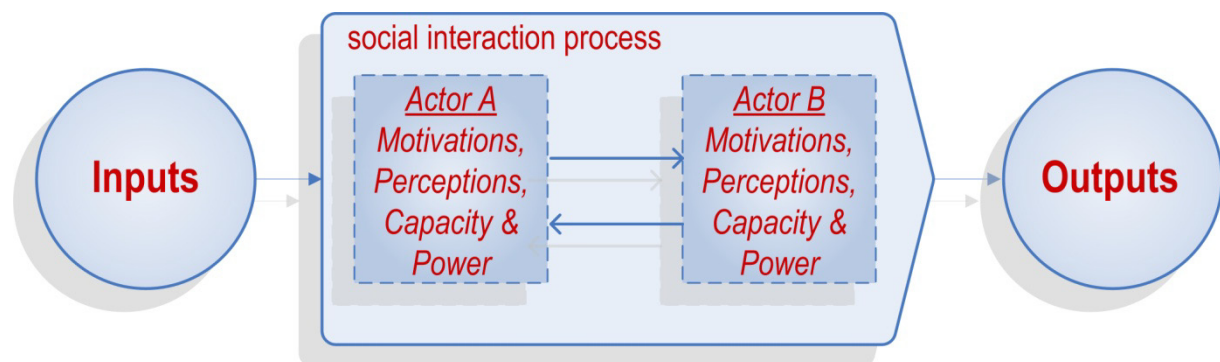 social interaction process
Inputs
Actor A
Motivations,
Perceptions,
Capacity &
Power
Actor B
Motivations,
Perceptions,
Capacity &
Power
Outputs